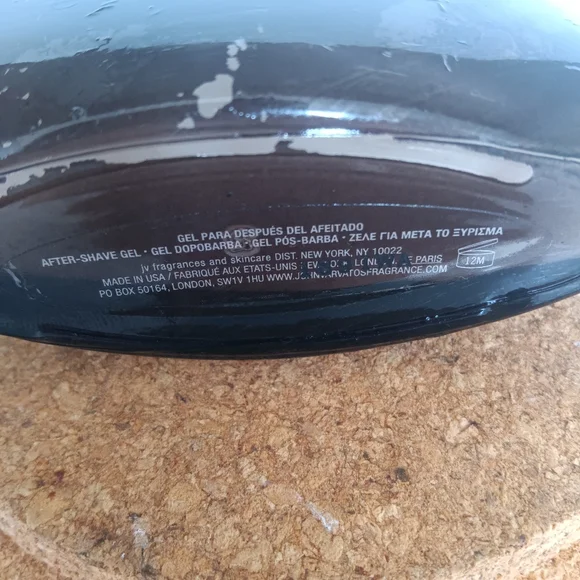 GEL PARA DESPUÉS DEL AFEITADO
AFTER-SHAVE GEL • GEL DOPOBARBA • GEL PÓS-BARBA • ΖΕΛΕ ΓΙΑ ΜΕΤΑ ΤΟ ΞΥΡΙΣΜΑ
jv fragrances and skincare DIST. NEW YORK, NY 10022
MADE IN USA / FABRIQUÉ AUX ETATS-UNIS PARIS
PO BOX 50164, LONDON, SW1V 1HU
12M